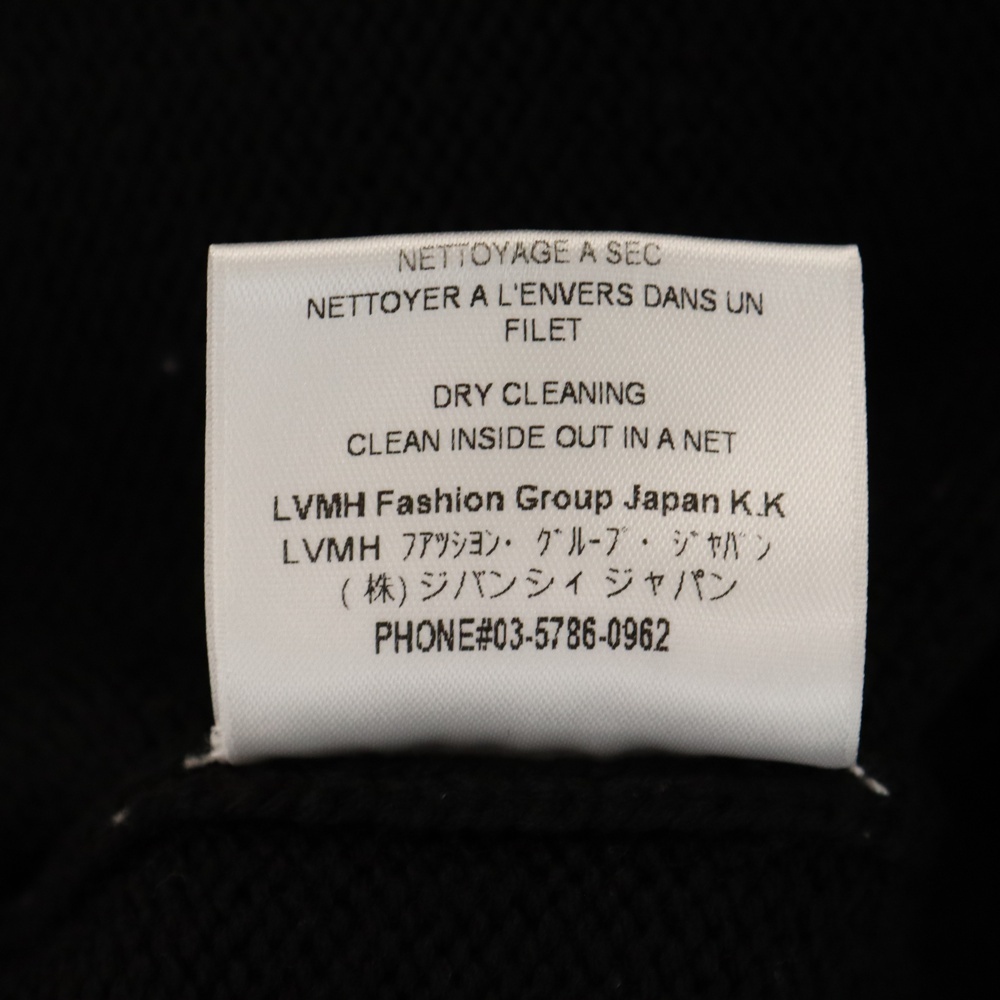 NETTOYAGE A SEC
NETTOYER A L'ENVERS DANS UN
FILET
DRY CLEANING
CLEAN INSIDE OUT IN A NET
LVMH Fashion Group Japan K.K
LVMH ﾌｱﾂｼﾖﾝ・ ｸﾞﾙｰﾌﾟ・ ｼﾞﾔﾊﾟﾝ
(株)ジバンシィ ジャパン
PHONE#03-5786-0962